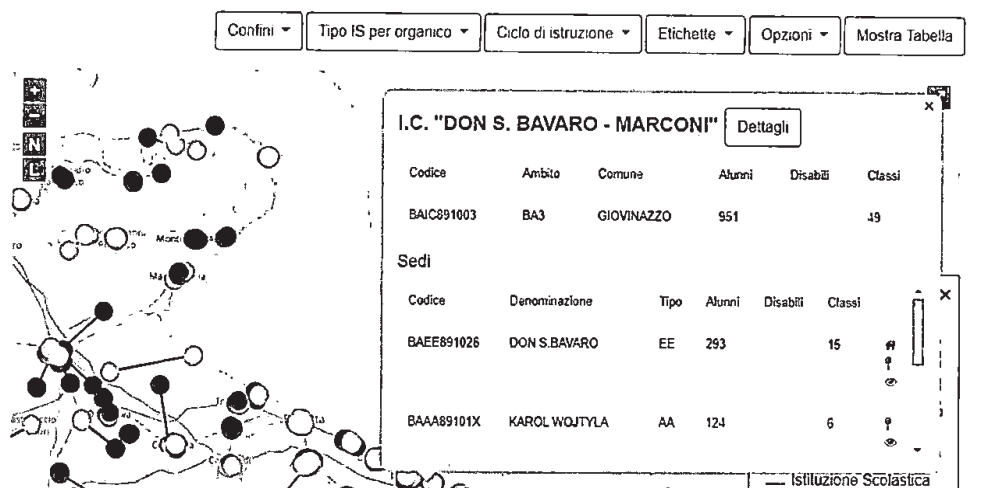 Confini Tipo IS per organico Ciclo di istruzione Etichette Opzioni Mostra Tabella
+
-
N
L
I.C. "DON S. BAVARO - MARCONI" Dettagli ×
Codice Ambito Comune Alunni Disabili Classi
BAIC891003 BA3 GIOVINAZZO 951 49
Sedi
Codice Denominazione Tipo Alunni Disabili Classi
BAEE891026 DON S.BAVARO EE 293 15
BAAA89101X KAROL WOJTYLA AA 124 6
×
Istituzione Scolastica